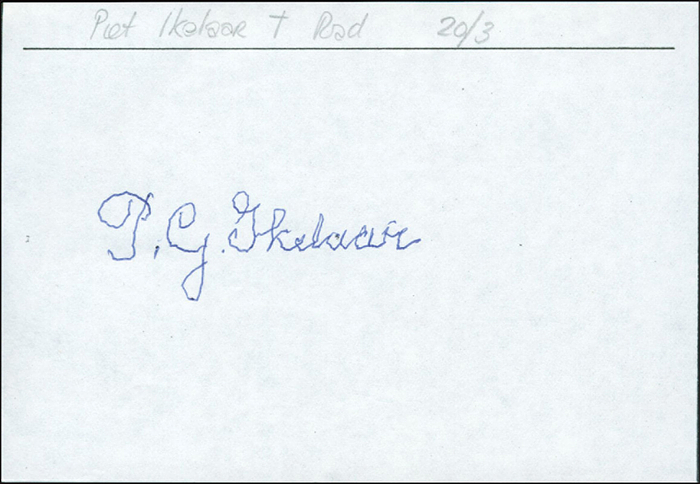 Piet Ikelaar † Rad 20/3
P. G. Ikelaar